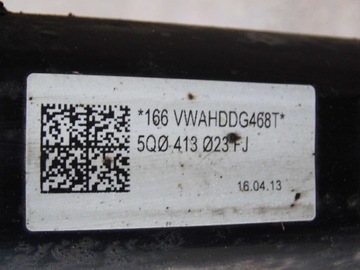 *166 VWAHDDG468T*
5QØ 413 Ø23 FJ
16.04.13